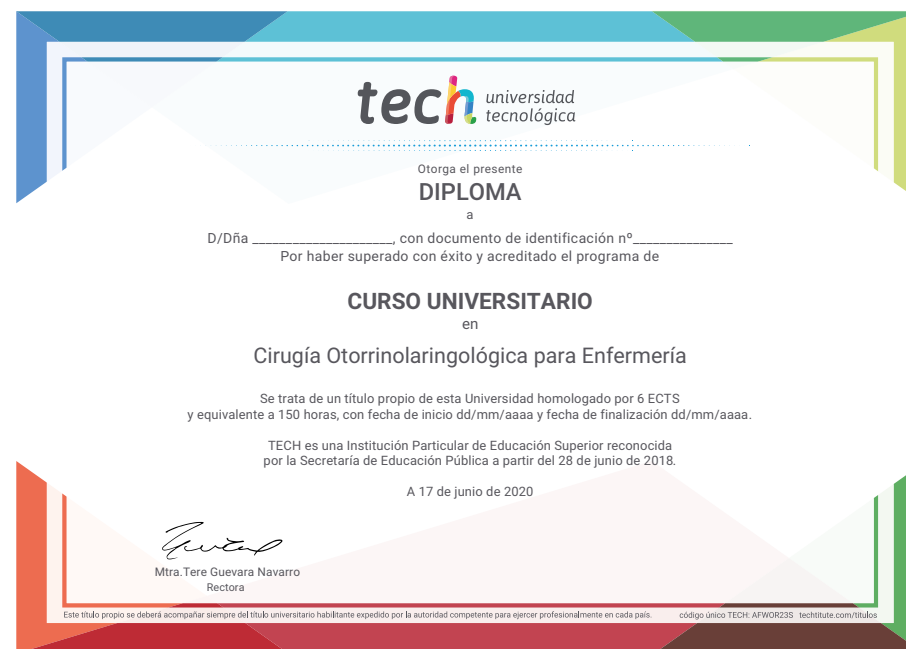 tech universidad
tecnológica
Otorga el presente
DIPLOMA
a
D/Dña _____________________, con documento de identificación nº_______________
Por haber superado con éxito y acreditado el programa de
CURSO UNIVERSITARIO
en
Cirugía Otorrinolaringológica para Enfermería
Se trata de un título propio de esta Universidad homologado por 6 ECTS
y equivalente a 150 horas, con fecha de inicio dd/mm/aaaa y fecha de finalización dd/mm/aaaa.
TECH es una Institución Particular de Educación Superior reconocida
por la Secretaría de Educación Pública a partir del 28 de junio de 2018.
A 17 de junio de 2020
Mtra.Tere Guevara Navarro
Rectora
Este título propio se deberá acompañar siempre del título universitario habilitante expedido por la autoridad competente para ejercer profesionalmente en cada país. código único TECH: AFWOR23S techtitute.com/titulos